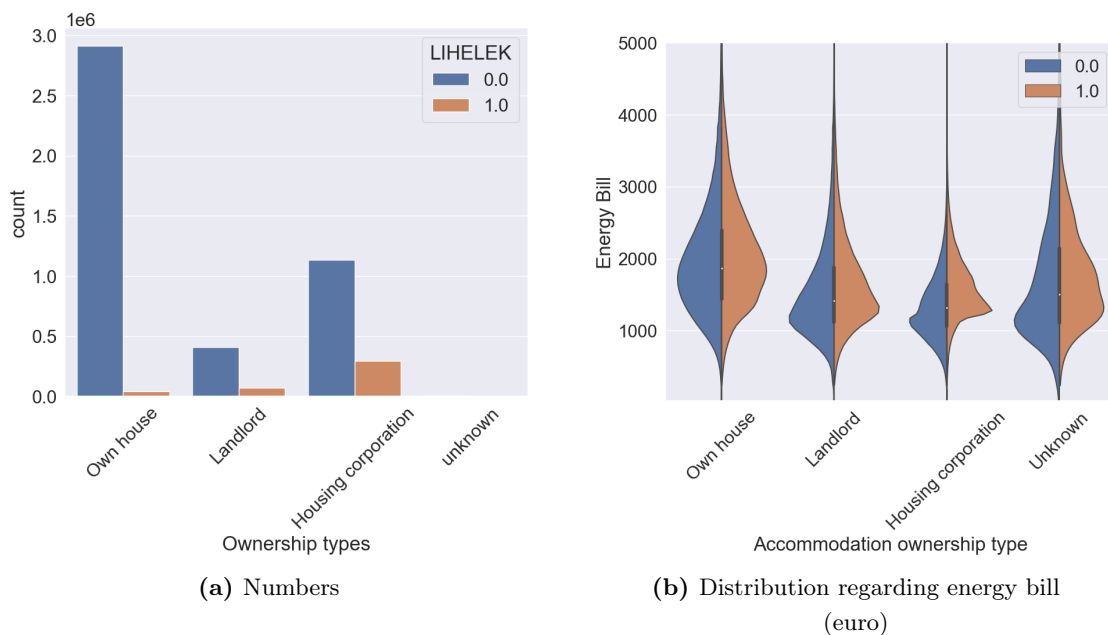 1e6
3.0
2.5
2.0
1.5
1.0
0.5
0.0
count
LIHELEK
0.0
1.0
Own house
Landlord
Housing corporation
unknown
Ownership types
(a) Numbers
5000
4000
3000
2000
1000
Energy Bill
0.0
1.0
Own house
Landlord
Housing corporation
Unknown
Accommodation ownership type
(b) Distribution regarding energy bill
(euro)